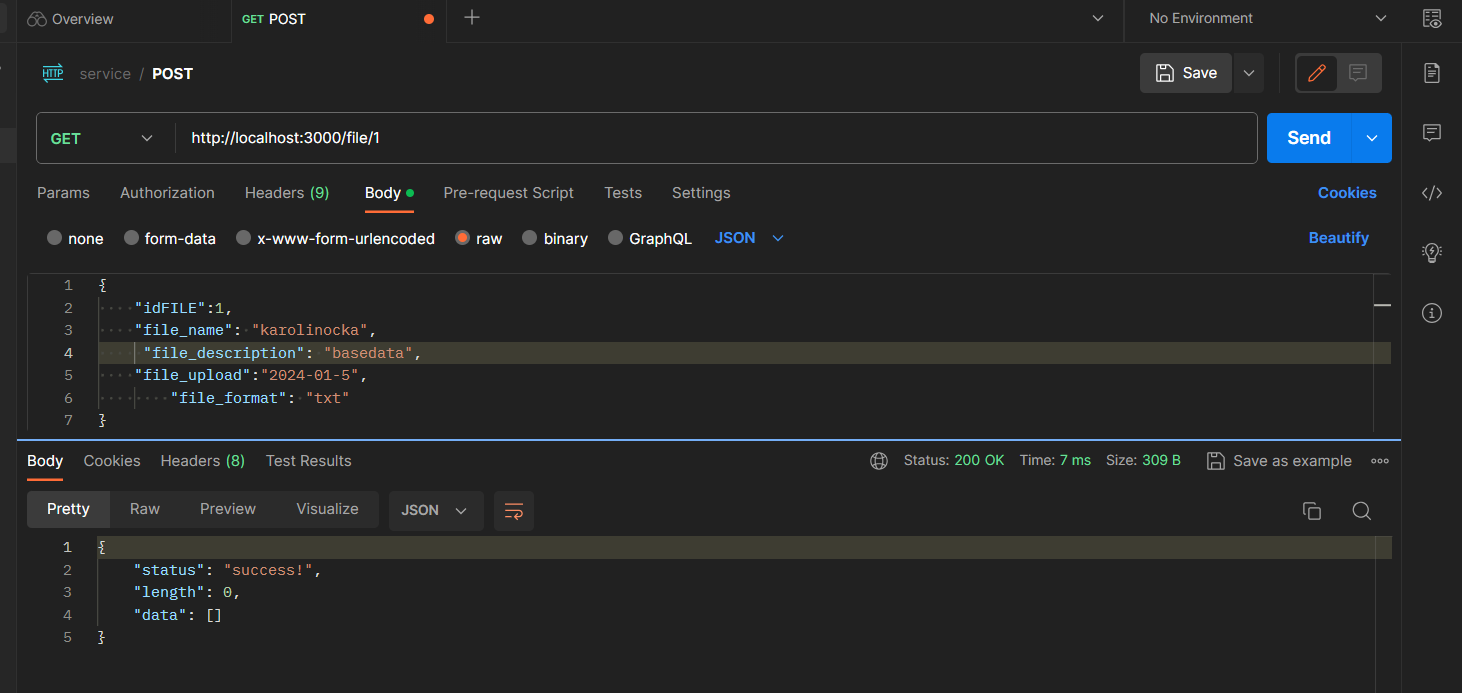 Overview
GET POST
No Environment
HTTP
service / POST
Save
GET
http://localhost:3000/file/1
Send
Params Authorization Headers (9) Body Pre-request Script Tests Settings Cookies
none form-data x-www-form-urlencoded raw binary GraphQL JSON Beautify
1 {
2 "idFILE":1,
3 "file_name": "karolinocka",
4 "file_description": "basedata",
5 "file_upload":"2024-01-5",
6 "file_format": "txt"
7 }
Body Cookies Headers (8) Test Results Status: 200 OK Time: 7 ms Size: 309 B Save as example
Pretty Raw Preview Visualize JSON
1 {
2 "status": "success!",
3 "length": 0,
4 "data": []
5 }